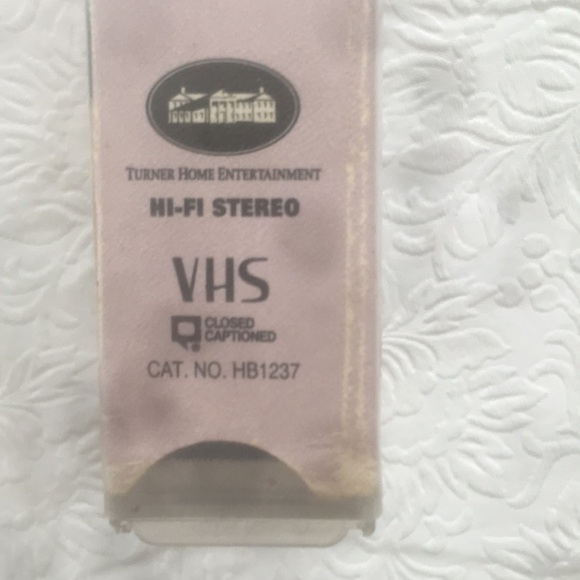 TURNER HOME ENTERTAINMENT
HI-FI STEREO
VHS
CLOSED
CAPTIONED
CAT. NO. HB1237